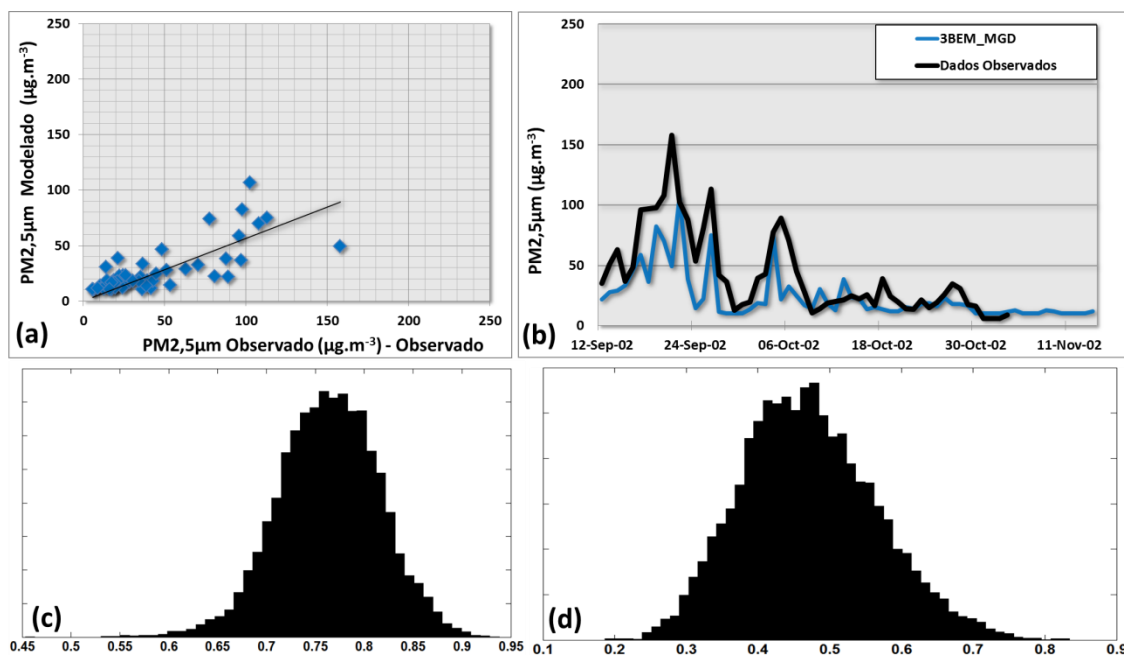 PM2,5µm Modelado (µg.m-3)
250
200
150
100
50
0
0 50 100 150 200 250
PM2,5µm Observado (µg.m-3) - Observado
(a)
PM2,5µm (µg.m-3)
250
200
150
100
50
0
12-Sep-02 24-Sep-02 06-Oct-02 18-Oct-02 30-Oct-02 11-Nov-02
3BEM_MGD
Dados Observados
(b)
(c)
0.45 0.5 0.55 0.6 0.65 0.7 0.75 0.8 0.85 0.9 0.95
(d)
0.1 0.2 0.3 0.4 0.5 0.6 0.7 0.8 0.9